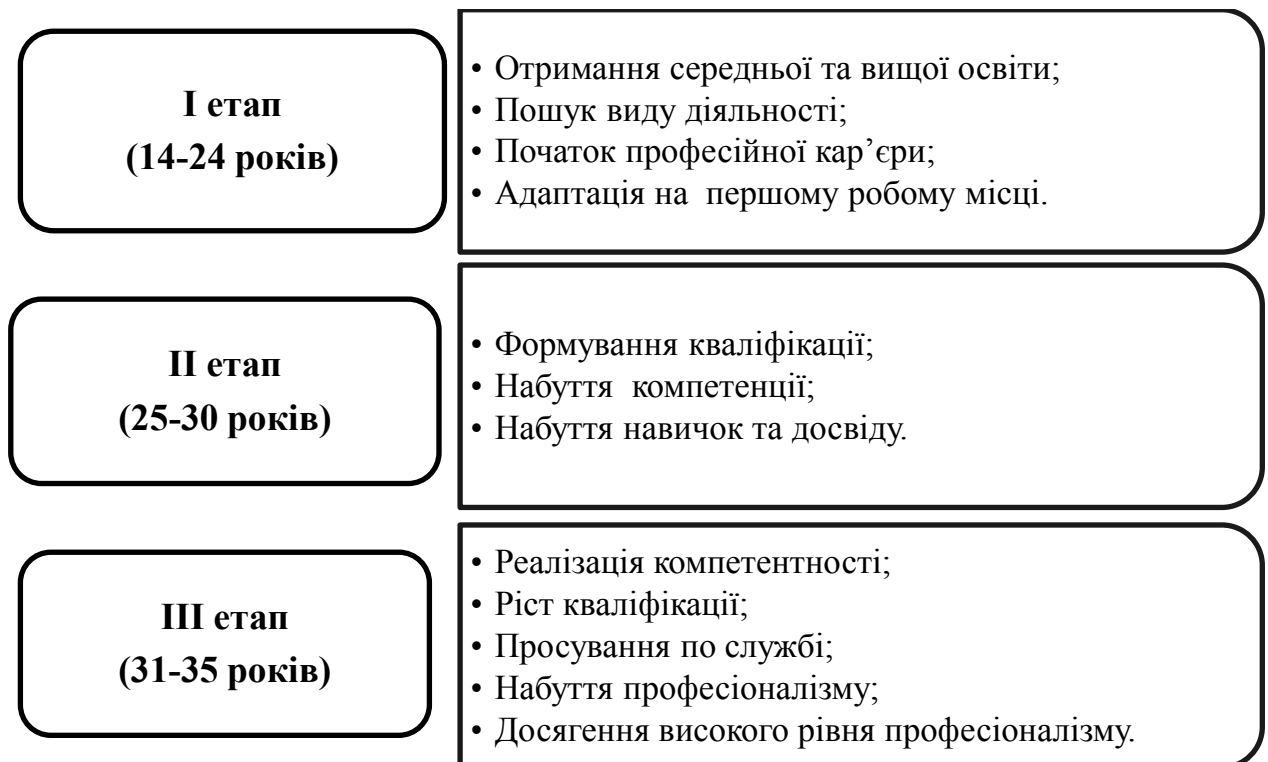 І етап
(14-24 років)
• Отримання середньої та вищої освіти;
• Пошук виду діяльності;
• Початок професійної кар’єри;
• Адаптація на  першому робому місці.
ІІ етап
(25-30 років)
• Формування кваліфікації;
• Набуття  компетенції;
• Набуття навичок та досвіду.
ІІІ етап
(31-35 років)
• Реалізація компетентності;
• Ріст кваліфікації;
• Просування по службі;
• Набуття професіоналізму;
• Досягення високого рівня професіоналізму.